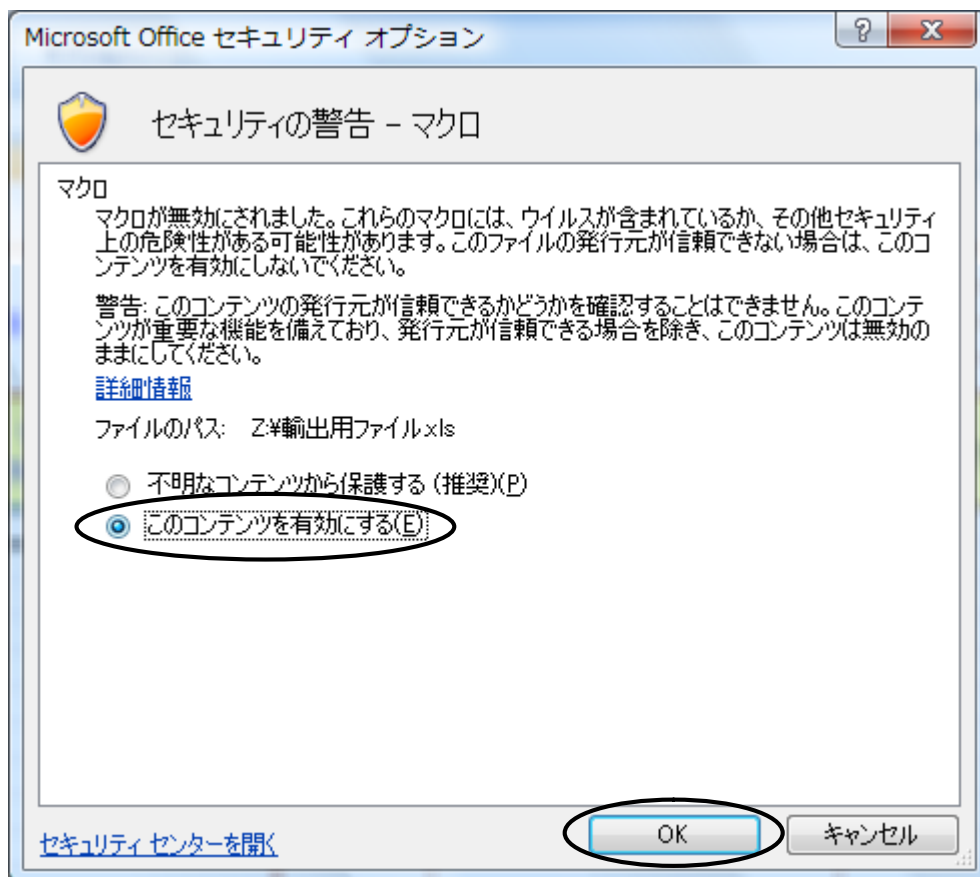 Microsoft Office セキュリティ オプション
セキュリティの警告 - マクロ
マクロ
マクロが無効にされました。これらのマクロには、ウイルスが含まれているか、その他セキュリティ
上の危険性がある可能性があります。このファイルの発行元が信頼できない場合は、このコ
ンテンツを有効にしないでください。
警告: このコンテンツの発行元が信頼できるかどうかを確認することはできません。このコンテ
ンツが重要な機能を備えており、発行元が信頼できる場合を除き、このコンテンツは無効の
ままにしてください。
詳細情報
ファイルのパス: Z:¥輸出用ファイル.xls
不明なコンテンツから保護する (推奨)(P)
このコンテンツを有効にする(E)
セキュリティ センターを開く
OK
キャンセル